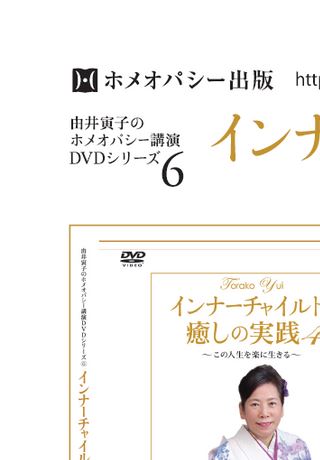 ホメオパシー出版 http
由井寅子の
ホメオパシー講演
DVDシリーズ6
インナ
DVD
VIDEO
Torako Yui
インナーチャイルド
癒しの実践4
〜この人生を楽に生きる〜
由井寅子のホメオパシー講演DVDシリーズ⑥ インナーチャイル